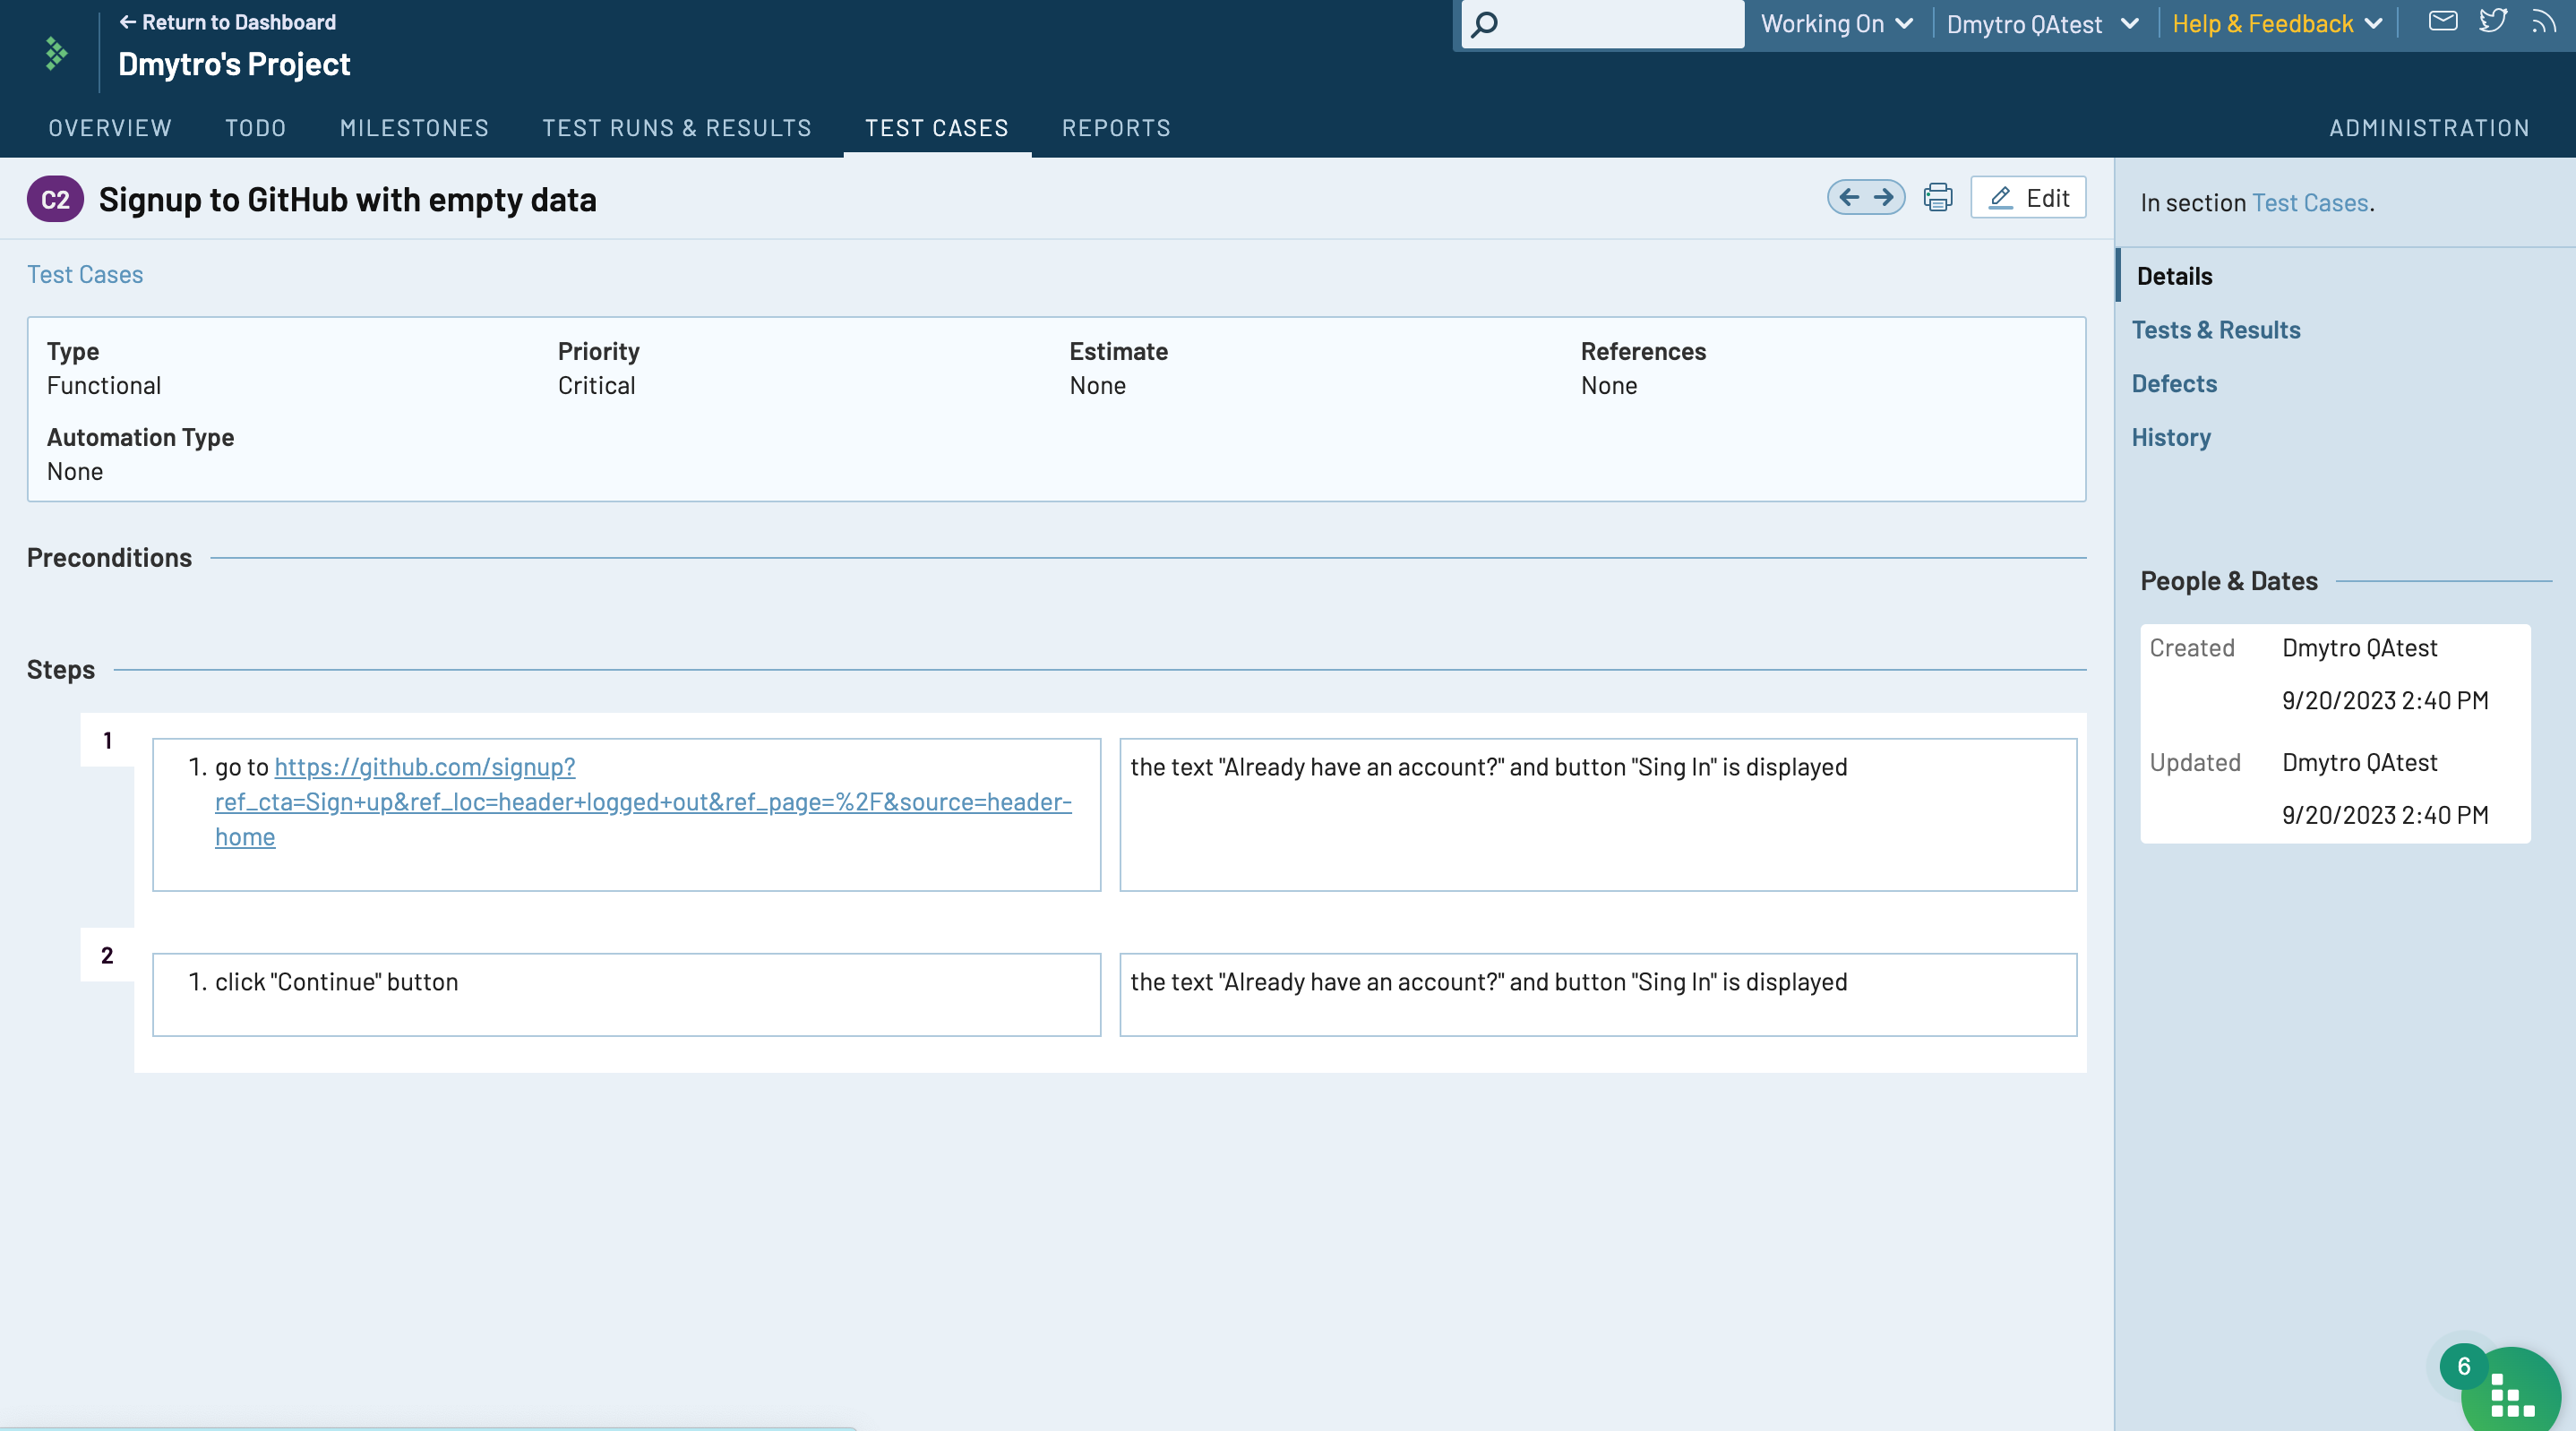 ← Return to Dashboard
Dmytro's Project
Working On
Dmytro QAtest
Help & Feedback
OVERVIEW
TODO
MILESTONES
TEST RUNS & RESULTS
TEST CASES
REPORTS
ADMINISTRATION
C2
Signup to GitHub with empty data
Edit
In section Test Cases.
Test Cases
Type
Functional
Priority
Critical
Estimate
None
References
None
Automation Type
None
Details
Tests & Results
Defects
History
Preconditions
Steps
1
1. go to https://github.com/signup?
ref_cta=Sign+up&ref_loc=header+logged+out&ref_page=%2F&source=header-
home
the text "Already have an account?" and button "Sing In" is displayed
2
1. click "Continue" button
the text "Already have an account?" and button "Sing In" is displayed
People & Dates
Created
Dmytro QAtest
9/20/2023 2:40 PM
Updated
Dmytro QAtest
9/20/2023 2:40 PM
6